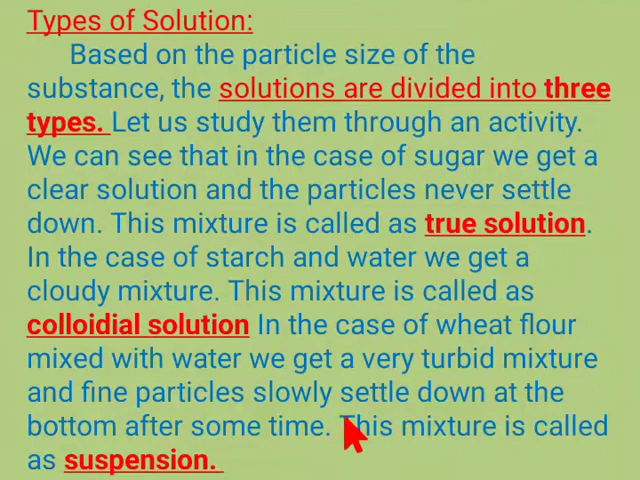 Types of Solution:
Based on the particle size of the
substance, the solutions are divided into three
types. Let us study them through an activity.
We can see that in the case of sugar we get a
clear solution and the particles never settle
down. This mixture is called as true solution.
In the case of starch and water we get a
cloudy mixture. This mixture is called as
colloidial solution In the case of wheat flour
mixed with water we get a very turbid mixture
and fine particles slowly settle down at the
bottom after some time. This mixture is called
as suspension.